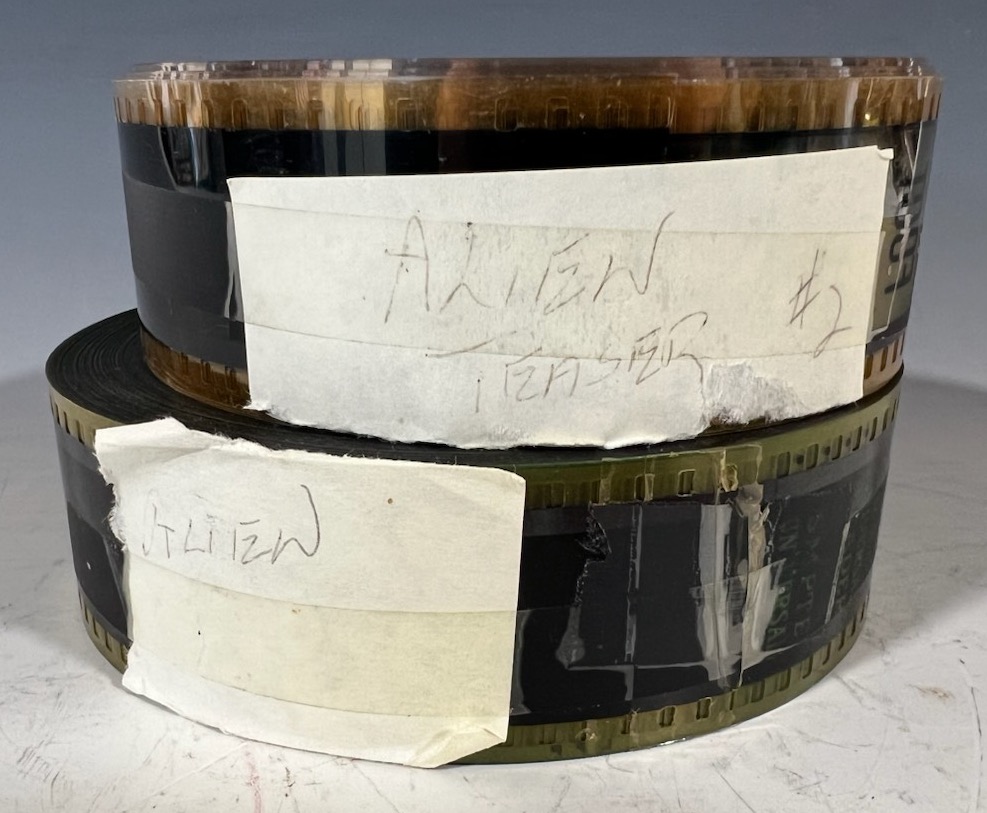 ALIEN
TEASER #2
ALIEN
SMPTE
UNIVERSAL